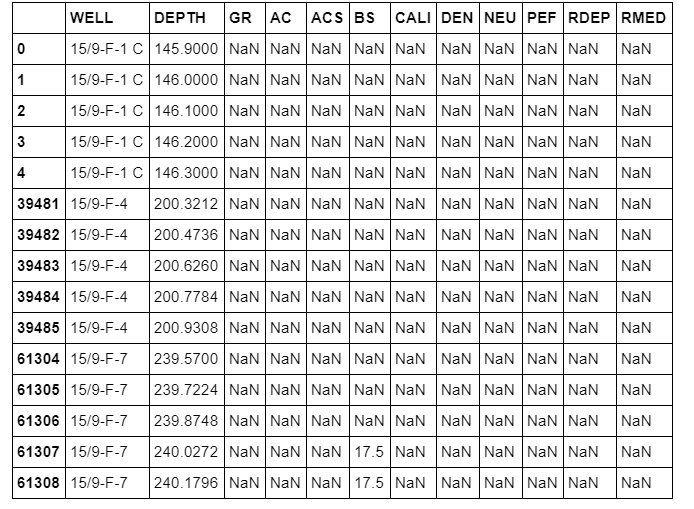 WELL DEPTH GR AC ACS BS CALI DEN NEU PEF RDEP RMED
0 15/9-F-1 C 145.9000 NaN NaN NaN NaN NaN NaN NaN NaN NaN NaN
1 15/9-F-1 C 146.0000 NaN NaN NaN NaN NaN NaN NaN NaN NaN NaN
2 15/9-F-1 C 146.1000 NaN NaN NaN NaN NaN NaN NaN NaN NaN NaN
3 15/9-F-1 C 146.2000 NaN NaN NaN NaN NaN NaN NaN NaN NaN NaN
4 15/9-F-1 C 146.3000 NaN NaN NaN NaN NaN NaN NaN NaN NaN NaN
39481 15/9-F-4 200.3212 NaN NaN NaN NaN NaN NaN NaN NaN NaN NaN
39482 15/9-F-4 200.4736 NaN NaN NaN NaN NaN NaN NaN NaN NaN NaN
39483 15/9-F-4 200.6260 NaN NaN NaN NaN NaN NaN NaN NaN NaN NaN
39484 15/9-F-4 200.7784 NaN NaN NaN NaN NaN NaN NaN NaN NaN NaN
39485 15/9-F-4 200.9308 NaN NaN NaN NaN NaN NaN NaN NaN NaN NaN
61304 15/9-F-7 239.5700 NaN NaN NaN NaN NaN NaN NaN NaN NaN NaN
61305 15/9-F-7 239.7224 NaN NaN NaN NaN NaN NaN NaN NaN NaN NaN
61306 15/9-F-7 239.8748 NaN NaN NaN NaN NaN NaN NaN NaN NaN NaN
61307 15/9-F-7 240.0272 NaN NaN NaN 17.5 NaN NaN NaN NaN NaN NaN
61308 15/9-F-7 240.1796 NaN NaN NaN 17.5 NaN NaN NaN NaN NaN NaN